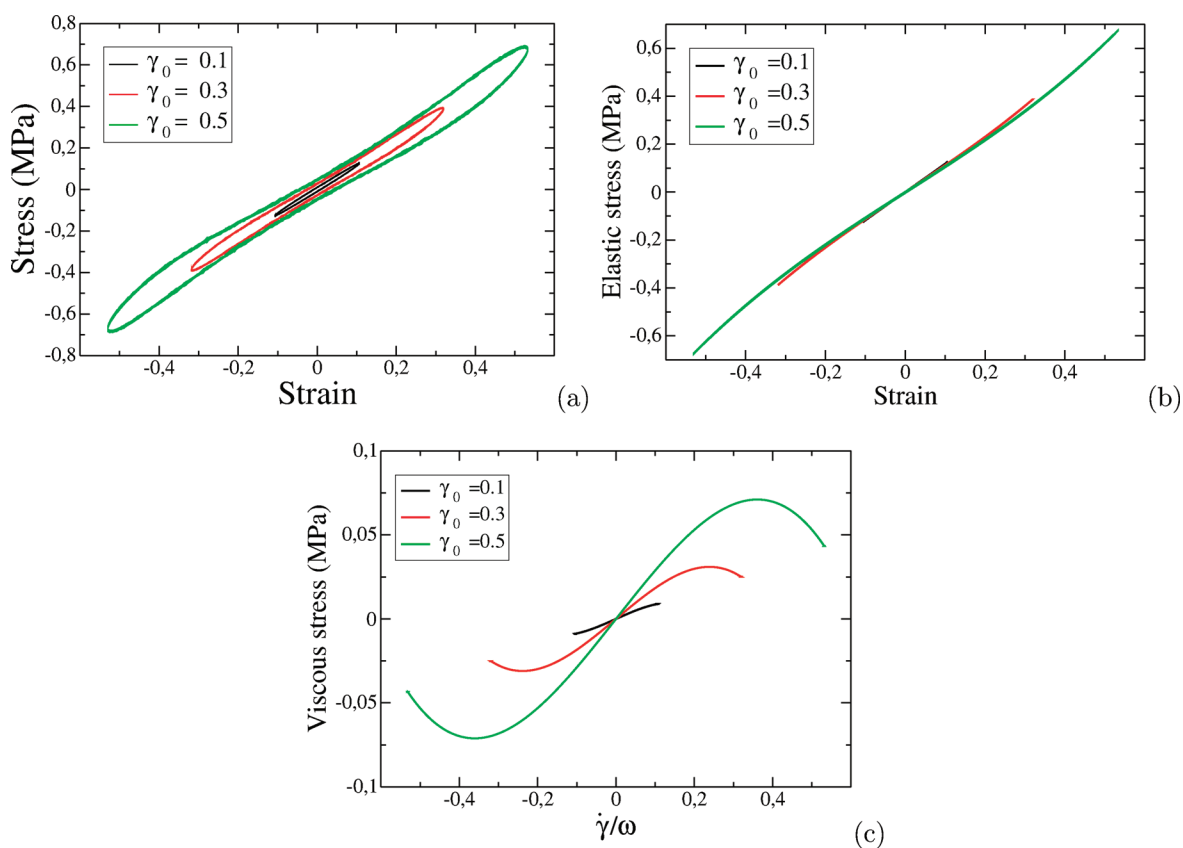 0,8
0,6
0,4
0,2
0
-0,2
-0,4
-0,6
-0,8
Stress (MPa)
γ0 = 0.1
γ0 = 0.3
γ0 = 0.5
-0,4 -0,2 0 0,2 0,4
Strain
(a)
0,6
0,4
0,2
0
-0,2
-0,4
-0,6
Elastic stress (MPa)
γ0 =0.1
γ0 =0.3
γ0 =0.5
-0,4 -0,2 0 0,2 0,4
Strain
(b)
0,1
0,05
0
-0,05
-0,1
Viscous stress (MPa)
γ0 =0.1
γ0 =0.3
γ0 =0.5
-0,4 -0,2 0 0,2 0,4
γ̇/ω
(c)